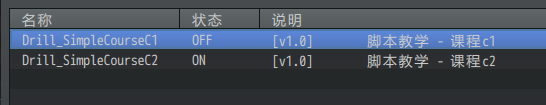 名称 状态 说明
Drill_SimpleCourseC1 OFF [v1.0] 脚本教学 - 课程c1
Drill_SimpleCourseC2 ON [v1.0] 脚本教学 - 课程c2